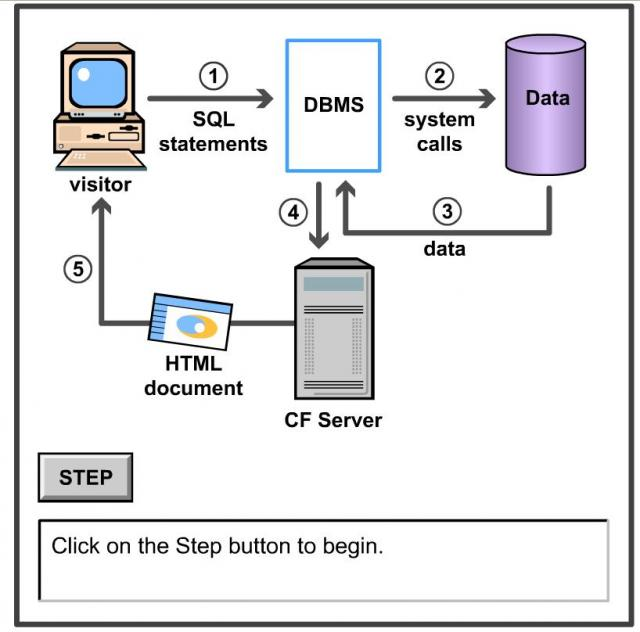 1
SQL
statements
DBMS
2
system
calls
Data
visitor
3
data
4
5
HTML
document
CF Server
STEP
Click on the Step button to begin.